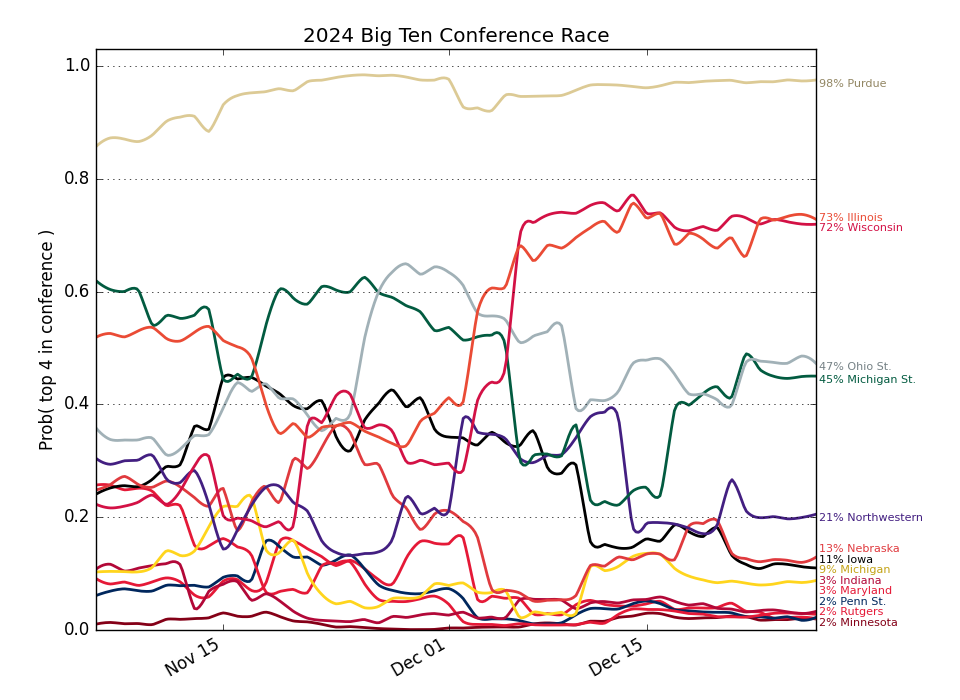 2024 Big Ten Conference Race
Prob( top 4 in conference )
1.0
0.8
0.6
0.4
0.2
0.0
Nov 15
Dec 01
Dec 15
98% Purdue
73% Illinois
72% Wisconsin
47% Ohio St.
45% Michigan St.
21% Northwestern
13% Nebraska
11% Iowa
9% Michigan
3% Indiana
3% Maryland
2% Penn St.
2% Rutgers
2% Minnesota